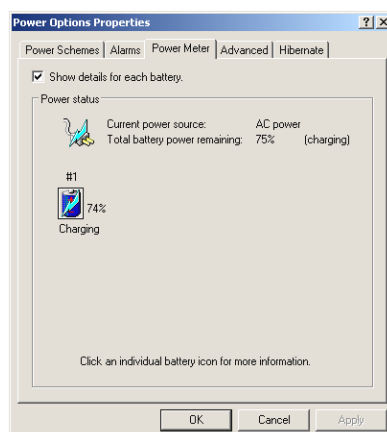 Power Options Properties
Power Schemes Alarms Power Meter Advanced Hibernate
Show details for each battery.
Power status
Current power source: AC power
Total battery power remaining: 75% (charging)
#1
74%
Charging
Click an individual battery icon for more information.
OK Cancel Apply